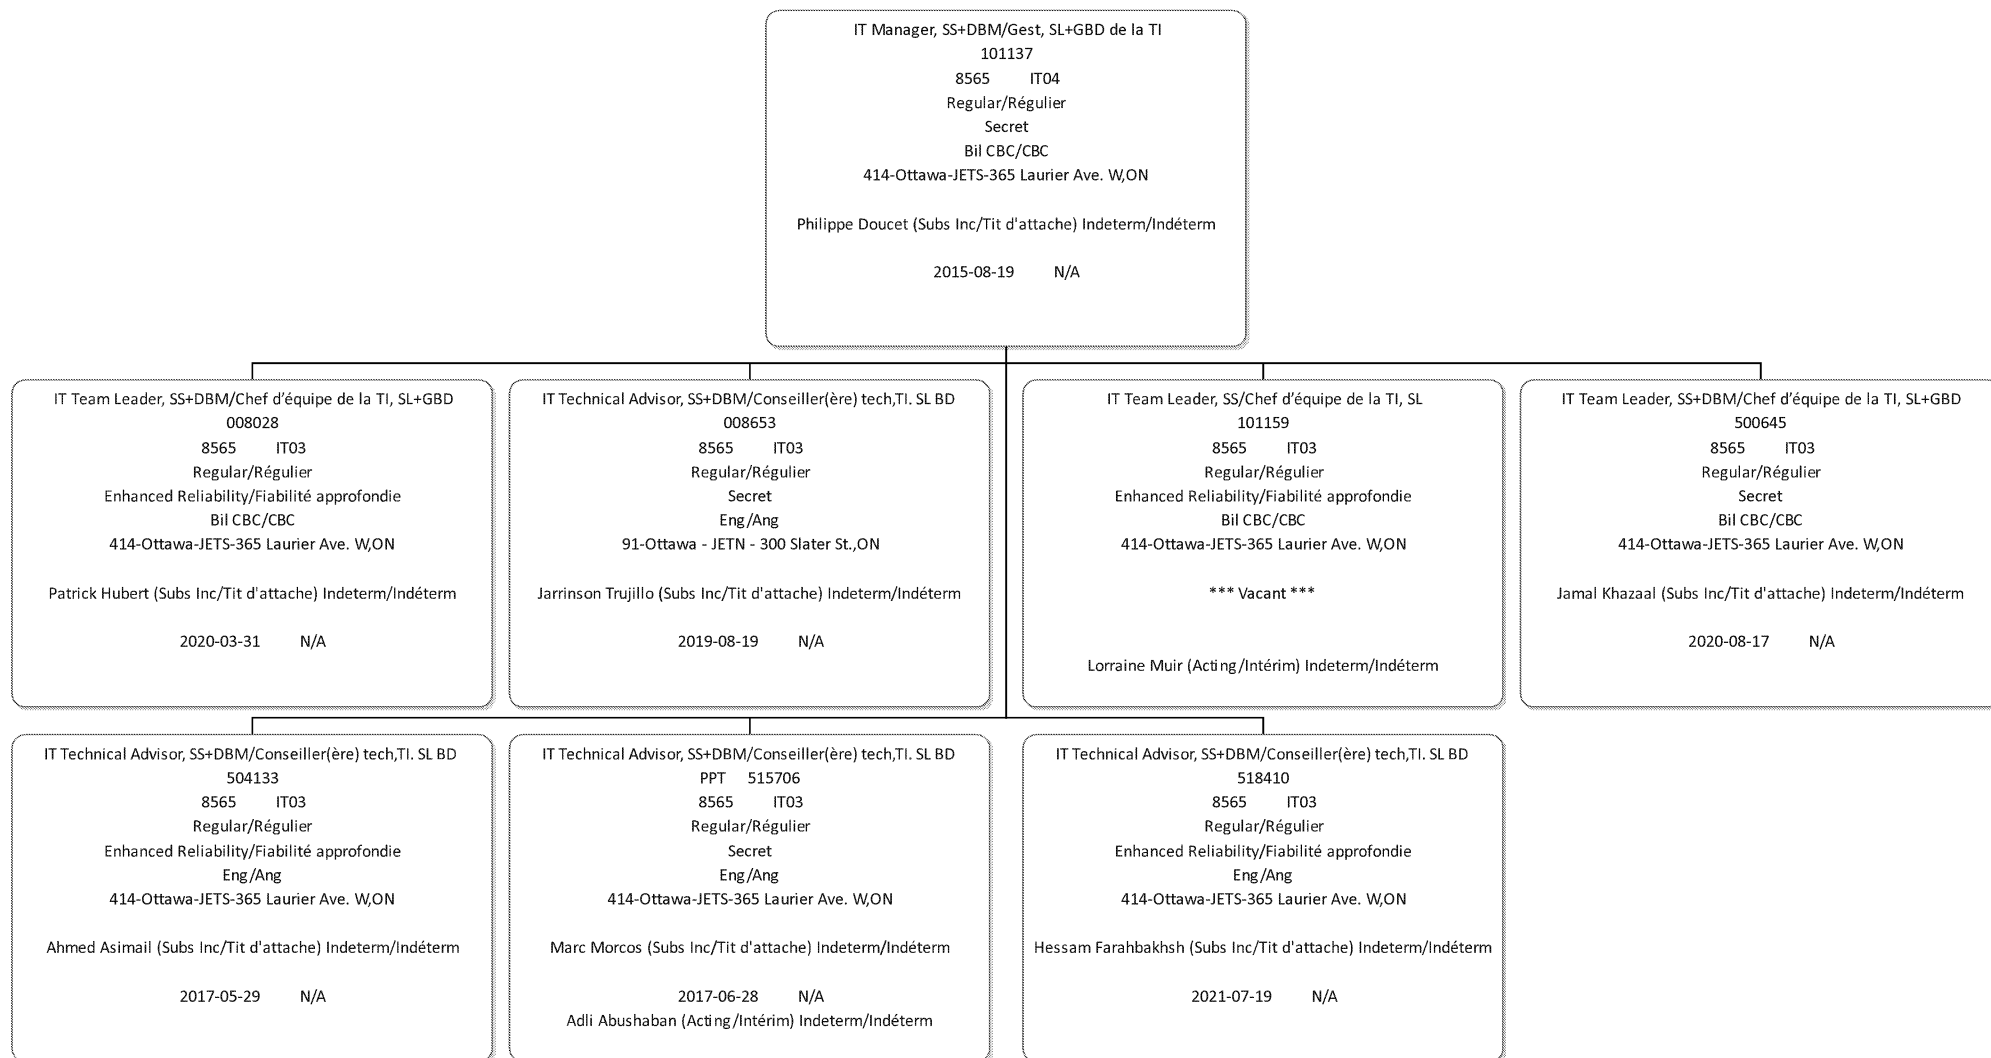 IT Manager, SS+DBM/Gest, SL+GBD de la TI
101137
8565 IT04
Regular/Régulier
Secret
Bil CBC/CBC
414-Ottawa-JETS-365 Laurier Ave. W,ON
Philippe Doucet (Subs Inc/Tit d'attache) Indeterm/Indéterm
2015-08-19 N/A
IT Team Leader, SS+DBM/Chef d’équipe de la TI, SL+GBD
008028
8565 IT03
Regular/Régulier
Enhanced Reliability/Fiabilité approfondie
Bil CBC/CBC
414-Ottawa-JETS-365 Laurier Ave. W,ON
Patrick Hubert (Subs Inc/Tit d'attache) Indeterm/Indéterm
2020-03-31 N/A
IT Technical Advisor, SS+DBM/Conseiller(ère) tech,TI. SL BD
008653
8565 IT03
Regular/Régulier
Secret
Eng/Ang
91-Ottawa - JETN - 300 Slater St.,ON
Jarrinson Trujillo (Subs Inc/Tit d'attache) Indeterm/Indéterm
2019-08-19 N/A
IT Team Leader, SS/Chef d’équipe de la TI, SL
101159
8565 IT03
Regular/Régulier
Enhanced Reliability/Fiabilité approfondie
Bil CBC/CBC
414-Ottawa-JETS-365 Laurier Ave. W,ON
*** Vacant ***
Lorraine Muir (Acting/Intérim) Indeterm/Indéterm
IT Team Leader, SS+DBM/Chef d’équipe de la TI, SL+GBD
500645
8565 IT03
Regular/Régulier
Secret
Bil CBC/CBC
414-Ottawa-JETS-365 Laurier Ave. W,ON
Jamal Khazaal (Subs Inc/Tit d'attache) Indeterm/Indéterm
2020-08-17 N/A
IT Technical Advisor, SS+DBM/Conseiller(ère) tech,TI. SL BD
504133
8565 IT03
Regular/Régulier
Enhanced Reliability/Fiabilité approfondie
Eng/Ang
414-Ottawa-JETS-365 Laurier Ave. W,ON
Ahmed Asimail (Subs Inc/Tit d'attache) Indeterm/Indéterm
2017-05-29 N/A
IT Technical Advisor, SS+DBM/Conseiller(ère) tech,TI. SL BD
PPT 515706
8565 IT03
Regular/Régulier
Secret
Eng/Ang
414-Ottawa-JETS-365 Laurier Ave. W,ON
Marc Morcos (Subs Inc/Tit d'attache) Indeterm/Indéterm
2017-06-28 N/A
Adli Abushaban (Acting/Intérim) Indeterm/Indéterm
IT Technical Advisor, SS+DBM/Conseiller(ère) tech,TI. SL BD
518410
8565 IT03
Regular/Régulier
Enhanced Reliability/Fiabilité approfondie
Eng/Ang
414-Ottawa-JETS-365 Laurier Ave. W,ON
Hessam Farahbakhsh (Subs Inc/Tit d'attache) Indeterm/Indéterm
2021-07-19 N/A